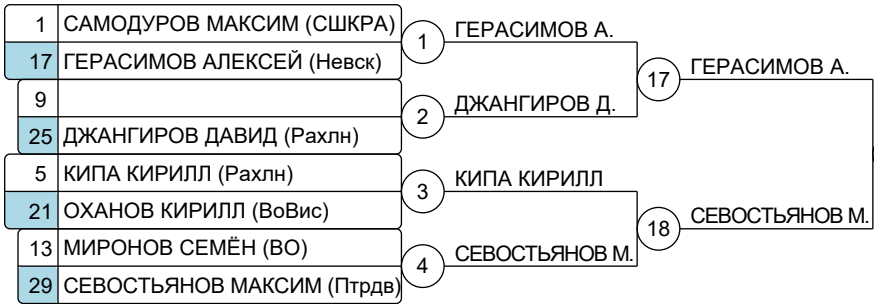 1 САМОДУРОВ МАКСИМ (СШКРА)
17 ГЕРАСИМОВ АЛЕКСЕЙ (Невск)
1 ГЕРАСИМОВ А.
9
25 ДЖАНГИРОВ ДАВИД (Рахлн)
2 ДЖАНГИРОВ Д.
17 ГЕРАСИМОВ А.
5 КИПА КИРИЛЛ (Рахлн)
21 ОХАНОВ КИРИЛЛ (ВоВис)
3 КИПА КИРИЛЛ
13 МИРОНОВ СЕМЁН (ВО)
29 СЕВОСТЬЯНОВ МАКСИМ (Птрдв)
4 СЕВОСТЬЯНОВ М.
18 СЕВОСТЬЯНОВ М.